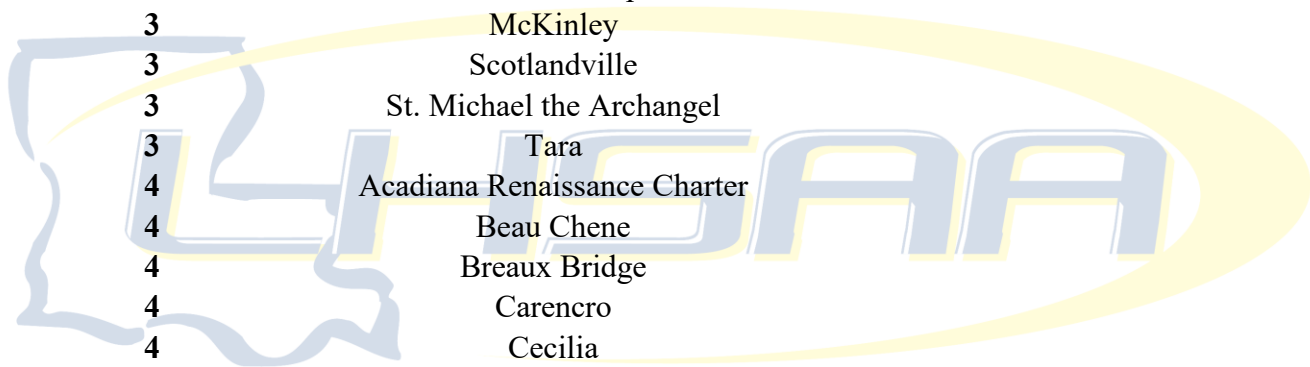 3 McKinley
3 Scotlandville
3 St. Michael the Archangel
3 Tara
4 Acadiana Renaissance Charter
4 Beau Chene
4 Breaux Bridge
4 Carencro
4 Cecilia
LHSAA